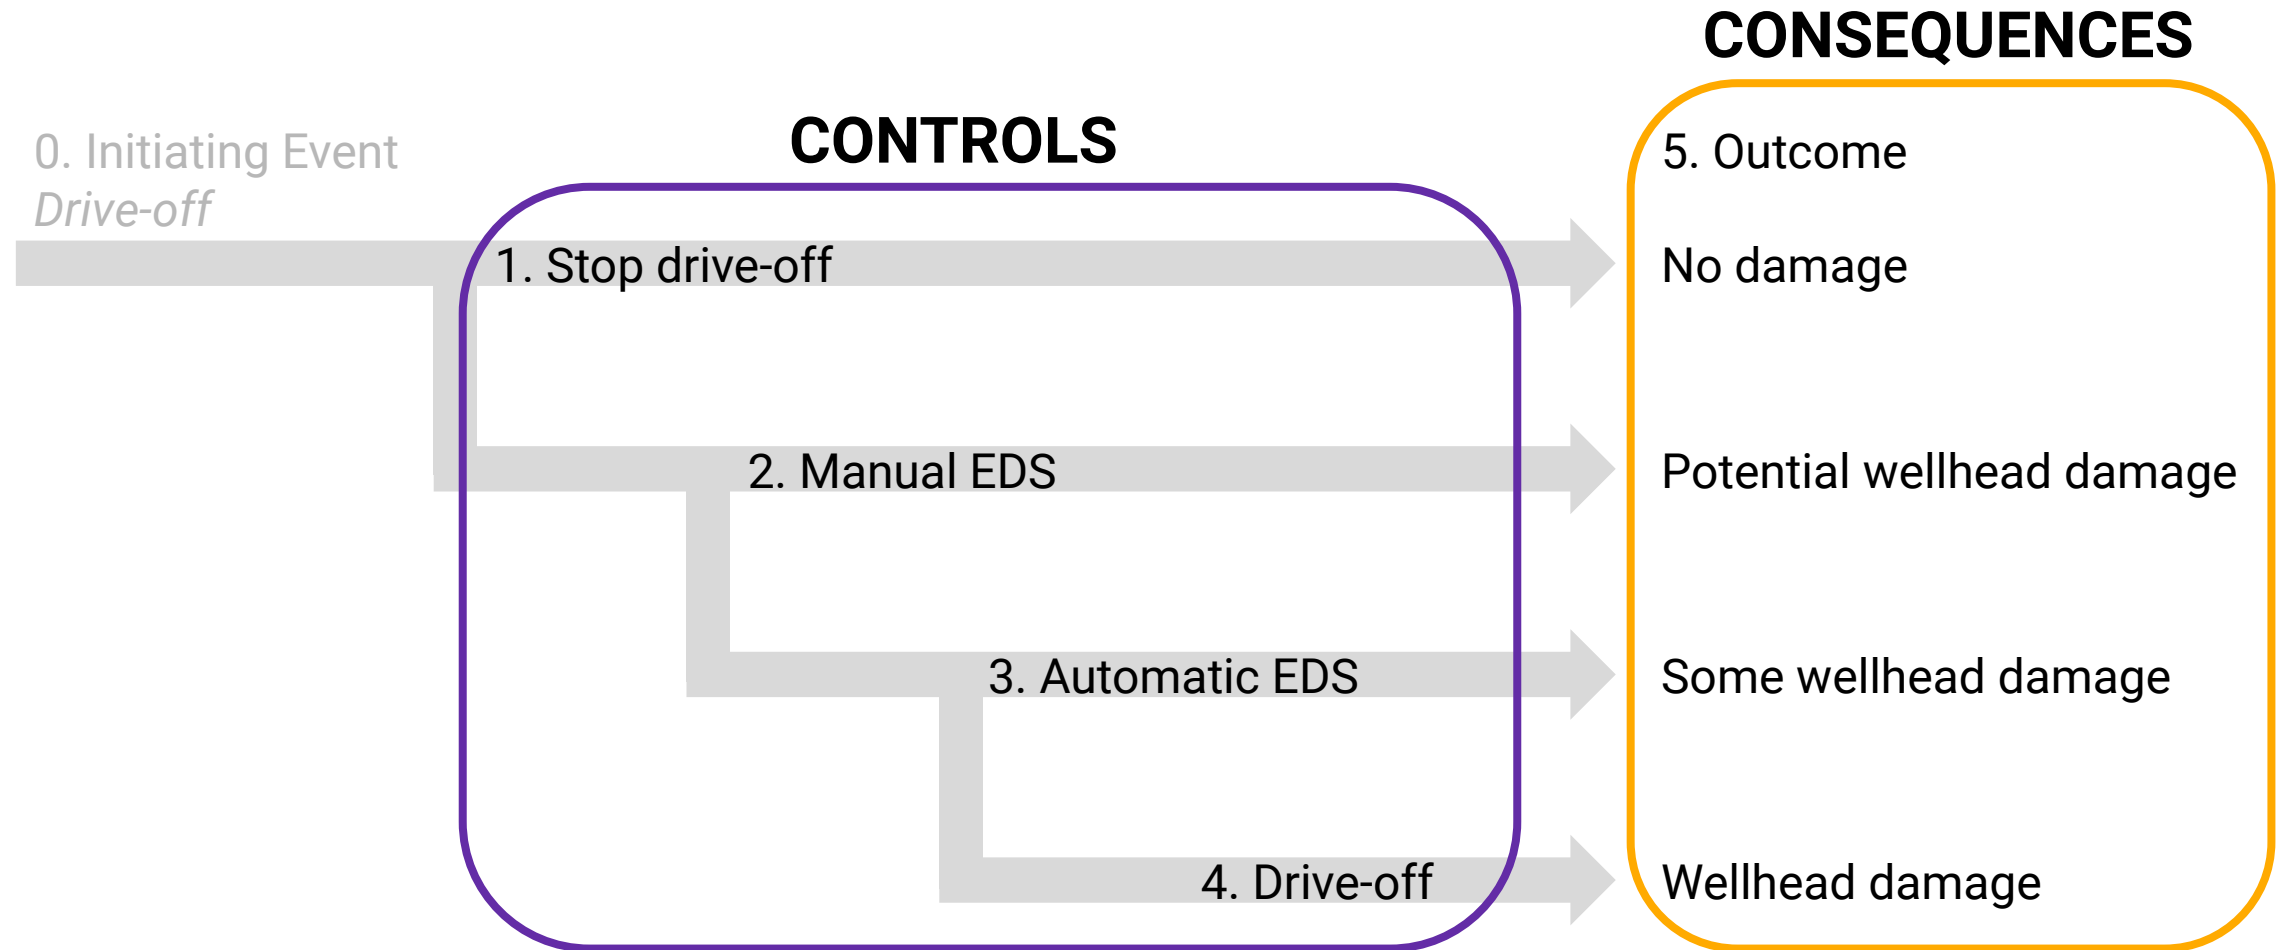 CONSEQUENCES
CONTROLS
0. Initiating Event
Drive-off
5. Outcome
1. Stop drive-off
No damage
2. Manual EDS
Potential wellhead damage
3. Automatic EDS
Some wellhead damage
4. Drive-off
Wellhead damage